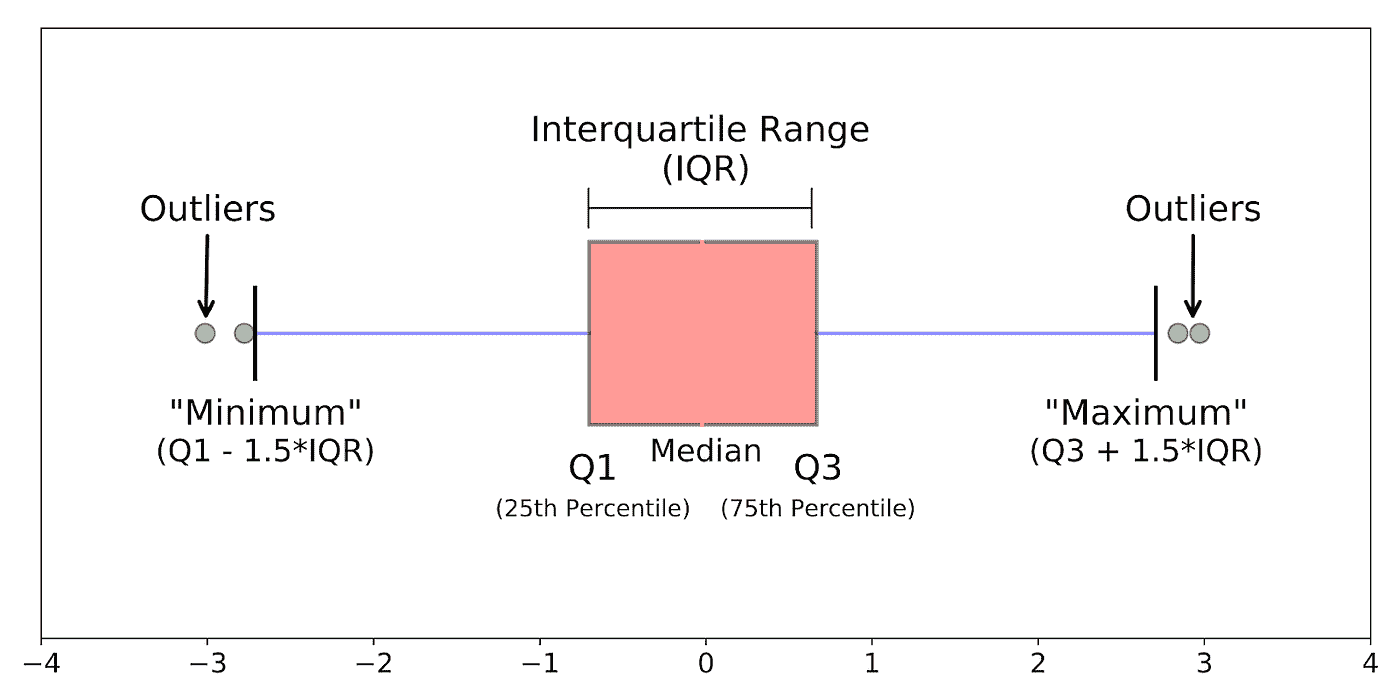 Interquartile Range
(IQR)
Outliers
Outliers
"Minimum"
(Q1 - 1.5*IQR)
"Maximum"
(Q3 + 1.5*IQR)
Median
Q1
Q3
(25th Percentile)
(75th Percentile)
−4 −3 −2 −1 0 1 2 3 4